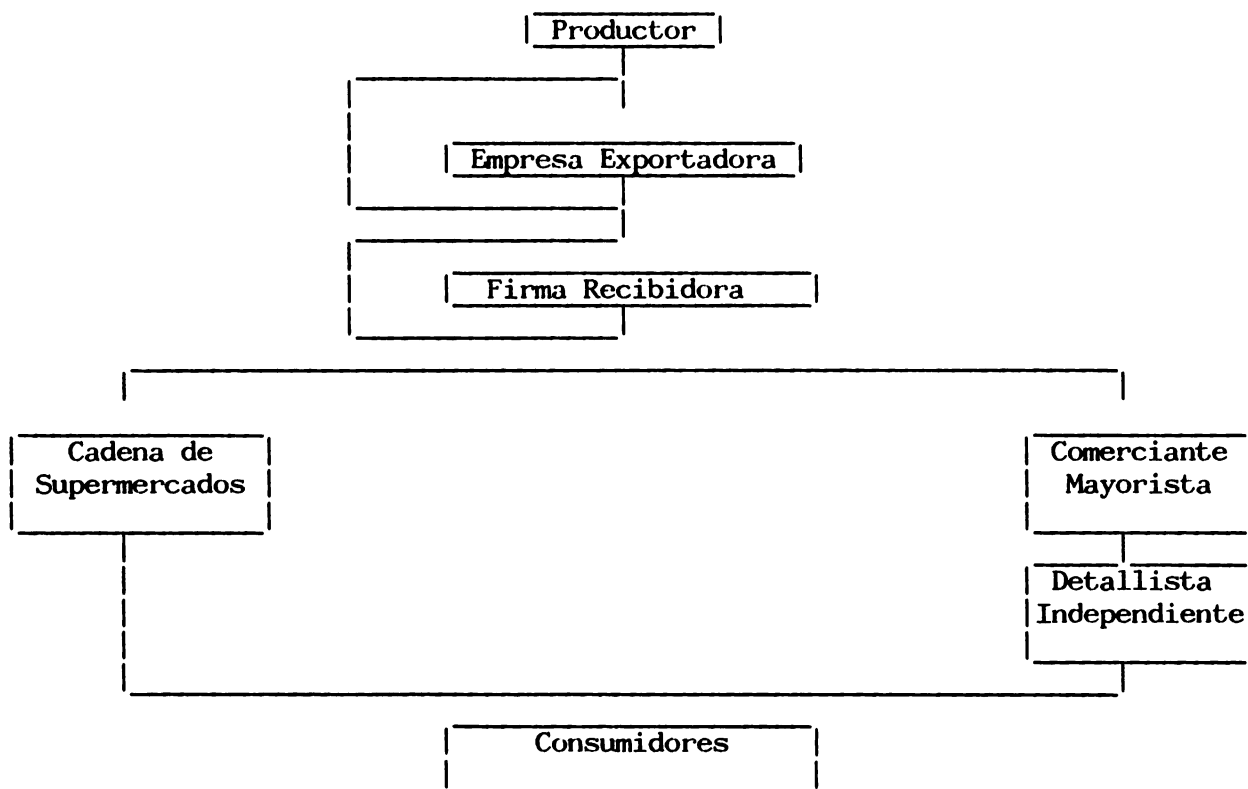 Productor
Empresa Exportadora
Firma Recibidora
Cadena de
Supermercados
Comerciante
Mayorista
Detallista
Independiente
Consumidores